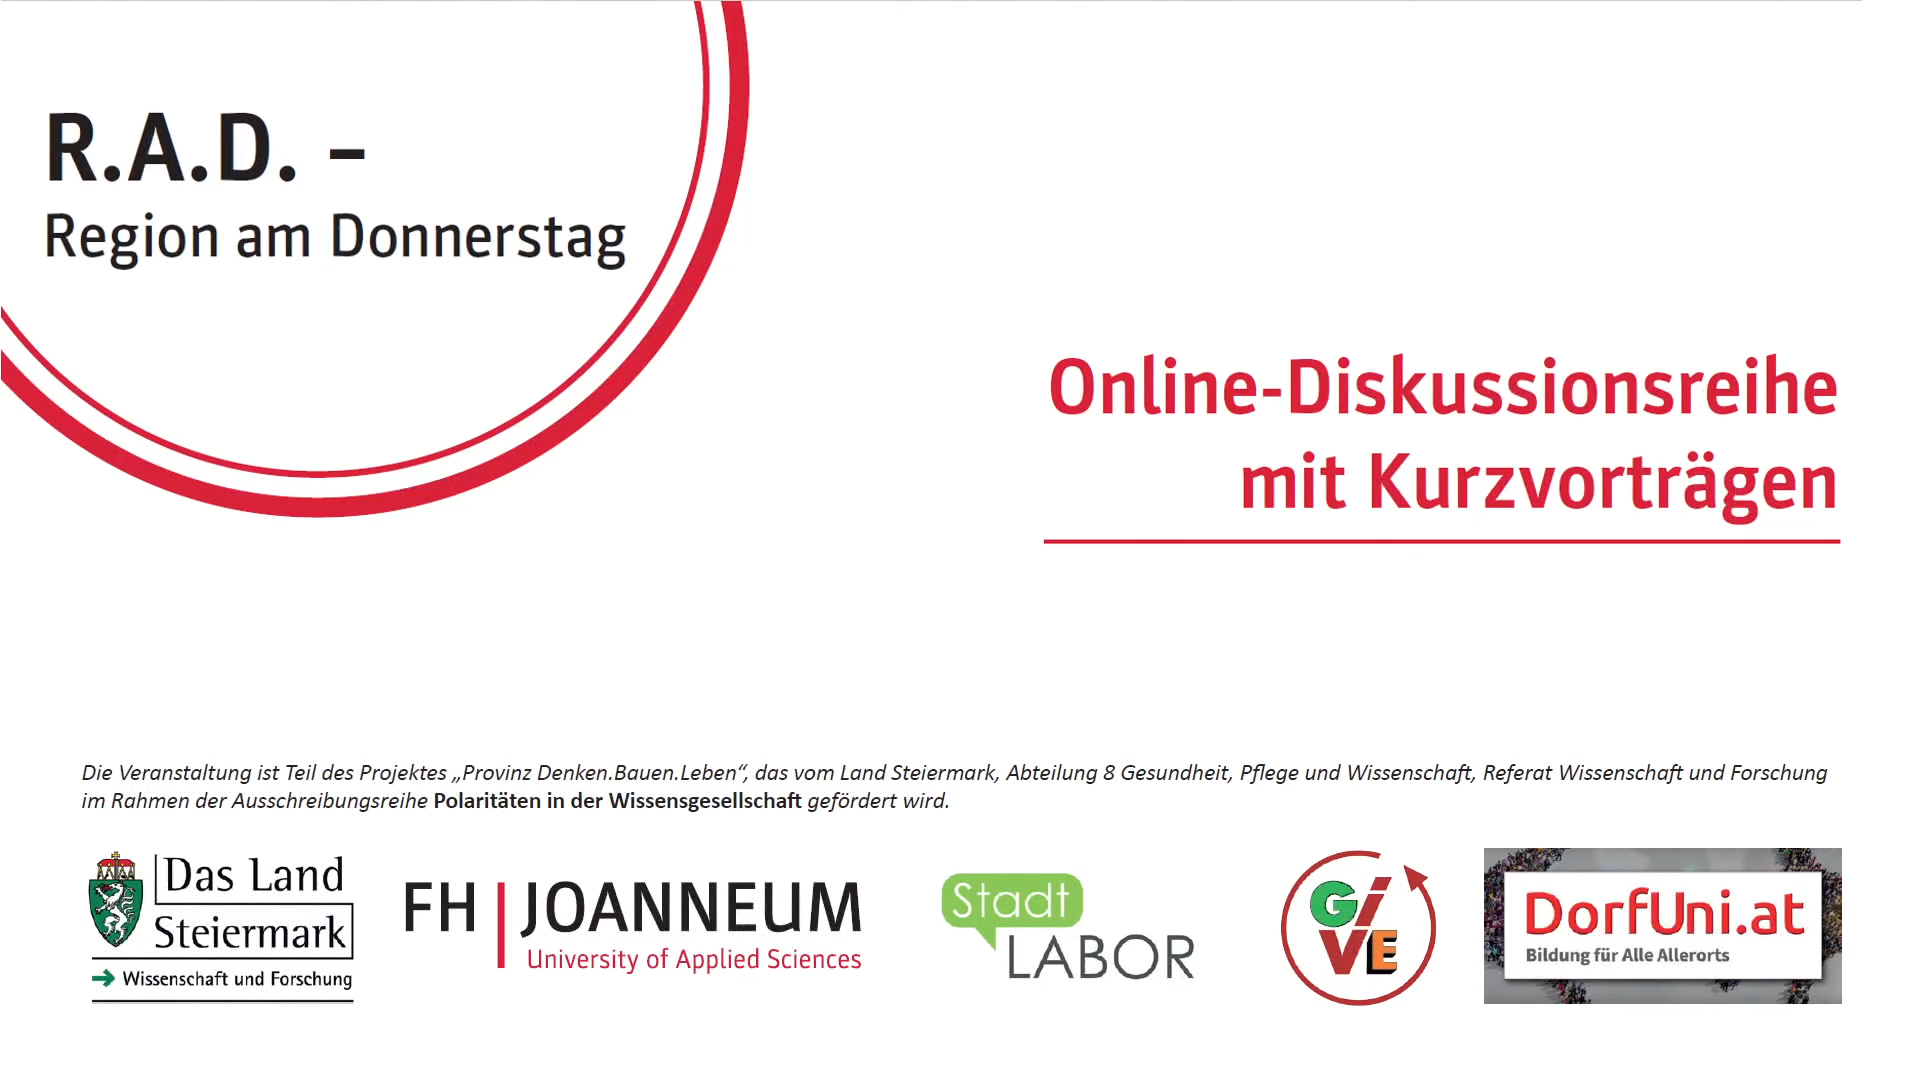 R.A.D. –
Region am Donnerstag
Online-Diskussionsreihe
mit Kurzvorträgen
Die Veranstaltung ist Teil des Projektes „Provinz Denken.Bauen.Leben“, das vom Land Steiermark, Abteilung 8 Gesundheit, Pflege und Wissenschaft, Referat Wissenschaft und Forschung
im Rahmen der Ausschreibungsreihe Polaritäten in der Wissensgesellschaft gefördert wird.
Das Land
Steiermark
Wissenschaft und Forschung
FH JOANNEUM
University of Applied Sciences
Stadt
LABOR
GIVE
DorfUni.at
Bildung für Alle Allerorts